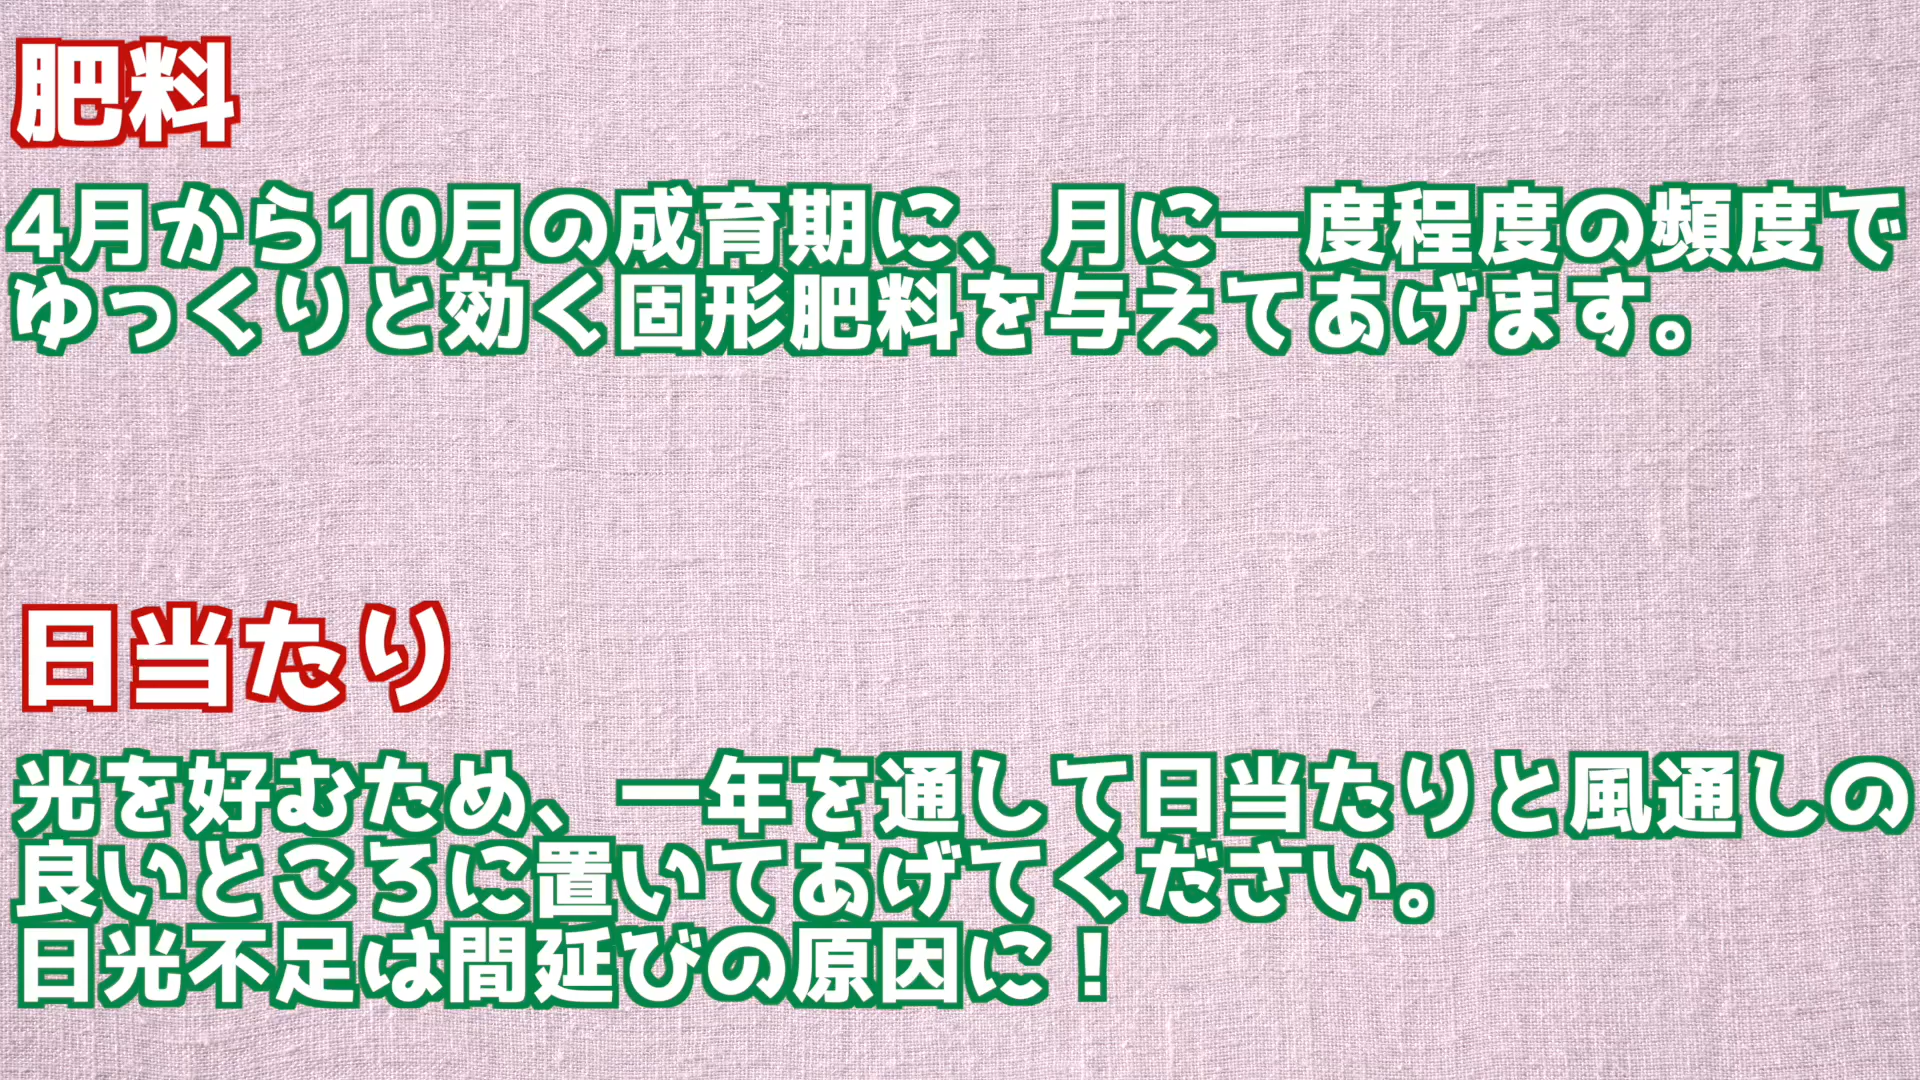 肥料
4月から10月の成育期に、月に一度程度の頻度で
ゆっくりと効く固形肥料を与えてあげます。
日当たり
光を好むため、一年を通して日当たりと風通しの
良いところに置いてあげてください。
日光不足は間延びの原因に！